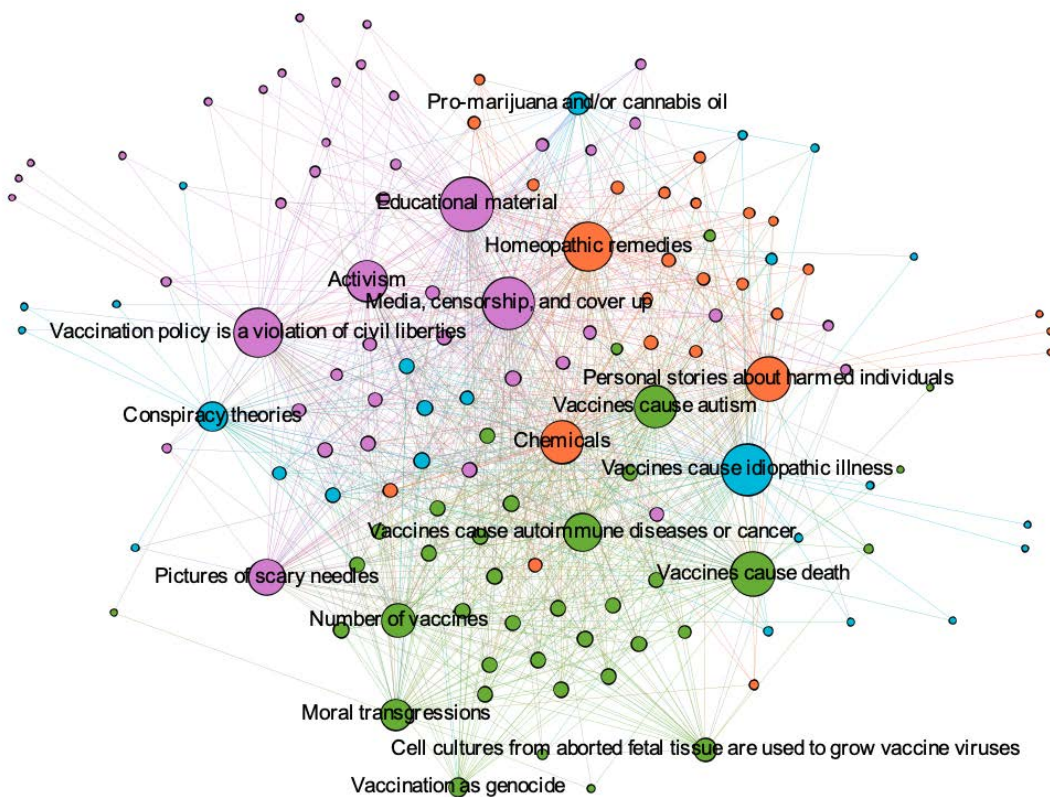 Pro-marijuana and/or cannabis oil
Educational material
Homeopathic remedies
Activism
Media, censorship, and cover up
Vaccination policy is a violation of civil liberties
Personal stories about harmed individuals
Vaccines cause autism
Conspiracy theories
Chemicals
Vaccines cause idiopathic illness
Vaccines cause autoimmune diseases or cancer
Pictures of scary needles
Vaccines cause death
Number of vaccines
Moral transgressions
Cell cultures from aborted fetal tissue are used to grow vaccine viruses
Vaccination as genocide